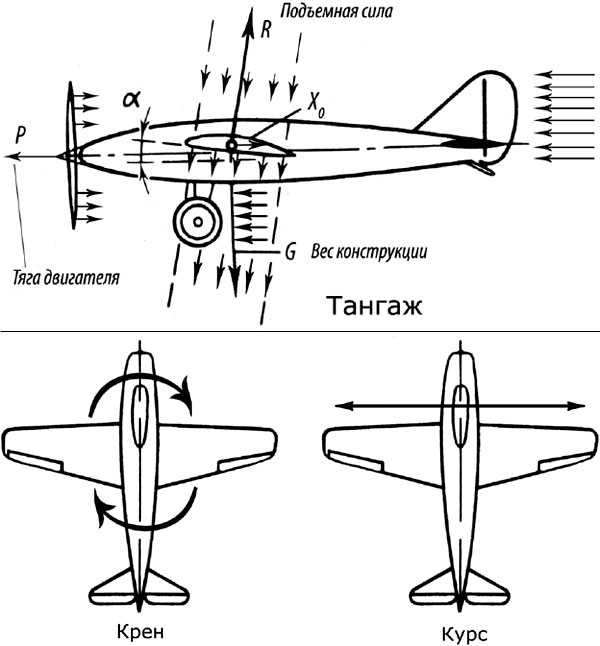 Подъемная сила
R
α
X₀
P
G Вес конструкции
Тяга двигателя
Тангаж
Крен
Курс